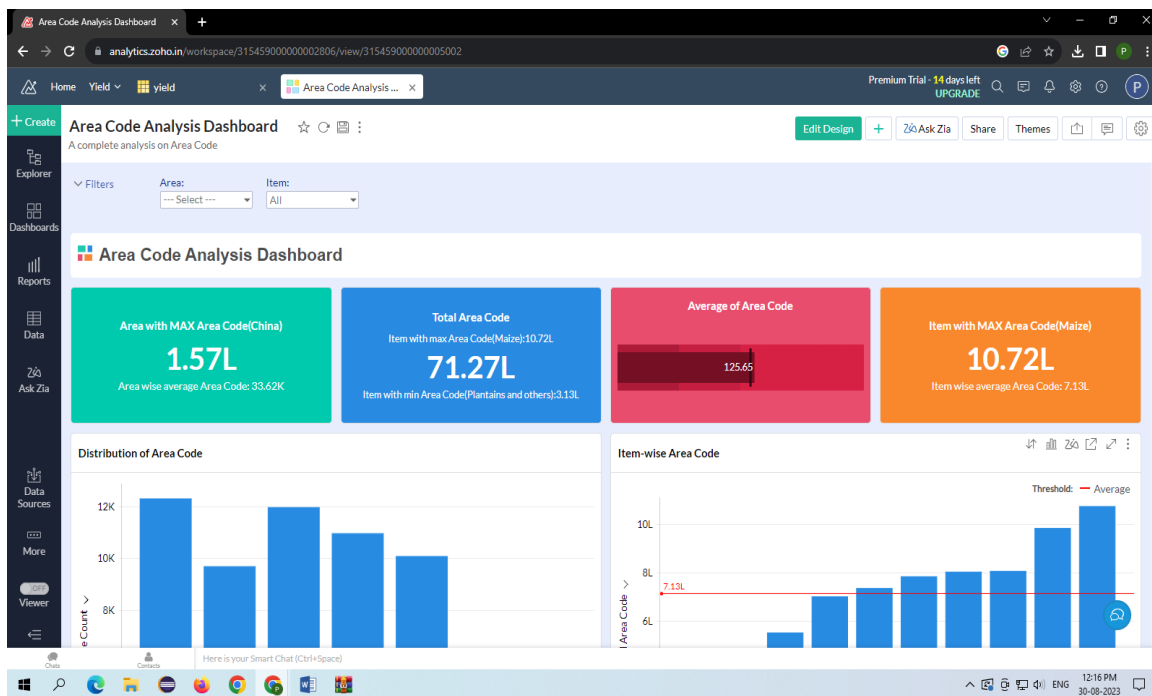 Area Code Analysis Dashboard
analytics.zoho.in/workspace/315459000000002806/view/315459000000005002
P
Home Yield yield Area Code Analysis ... Premium Trial - 14 days left
UPGRADE
P
Create
Area Code Analysis Dashboard
A complete analysis on Area Code
Edit Design + Ask Zia Share Themes
Explorer
Dashboards
Reports
Data
Ask Zia
Data
Sources
More
OFF
Viewer
Filters Area: Item:
--- Select --- All
Area Code Analysis Dashboard
Area with MAX Area Code(China)
1.57L
Area wise average Area Code: 33.62K
Total Area Code
Item with max Area Code(Maize):10.72L
71.27L
Item with min Area Code(Plantains and others):3.13L
Average of Area Code
125.65
Item with MAX Area Code(Maize)
10.72L
Item wise average Area Code: 7.13L
Distribution of Area Code
12K
10K
8K
e Count
Item-wise Area Code
Threshold: Average
10L
8L
7.13L
6L
l Area Code
Chats Contacts Here is your Smart Chat (Ctrl+Space)
ENG 12:16 PM
30-08-2023